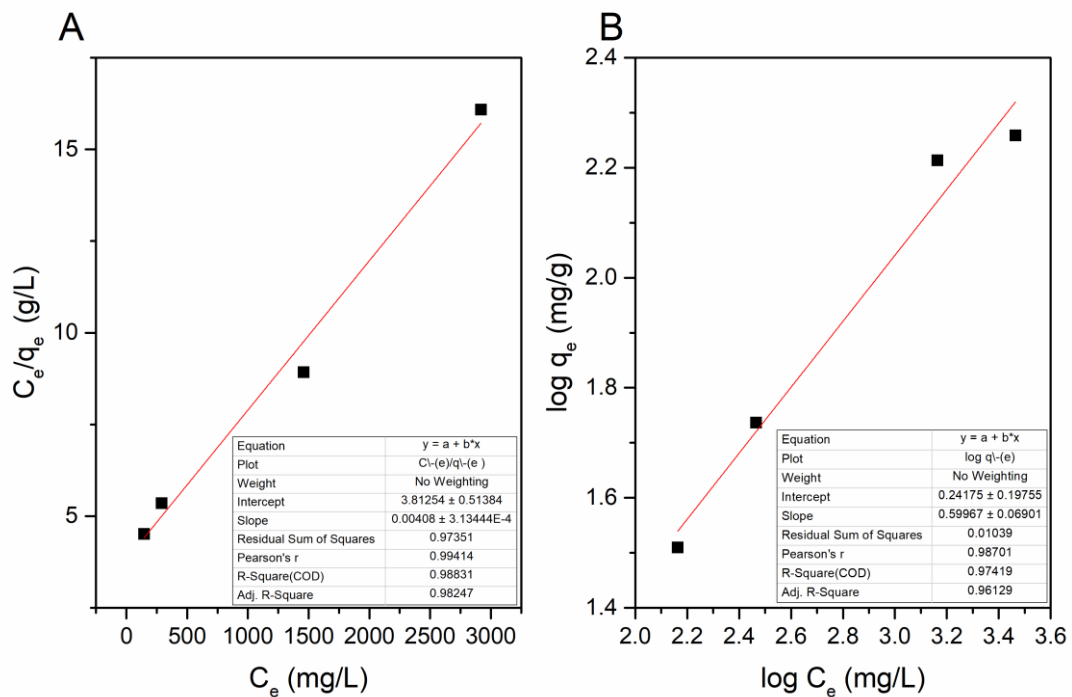 A
C_e/q_e (g/L)
15
10
5
0 500 1000 1500 2000 2500 3000
C_e (mg/L)
Equation y = a + b*x
Plot C\-(e)/q\-(e )
Weight No Weighting
Intercept 3.81254 ± 0.51384
Slope 0.00408 ± 3.13444E-4
Residual Sum of Squares 0.97351
Pearson's r 0.99414
R-Square(COD) 0.98831
Adj. R-Square 0.98247
B
log q_e (mg/g)
2.4
2.2
2.0
1.8
1.6
1.4
2.0 2.2 2.4 2.6 2.8 3.0 3.2 3.4 3.6
log C_e (mg/L)
Equation y = a + b*x
Plot log q\-(e)
Weight No Weighting
Intercept 0.24175 ± 0.19755
Slope 0.59967 ± 0.06901
Residual Sum of Squares 0.01039
Pearson's r 0.98701
R-Square(COD) 0.97419
Adj. R-Square 0.96129